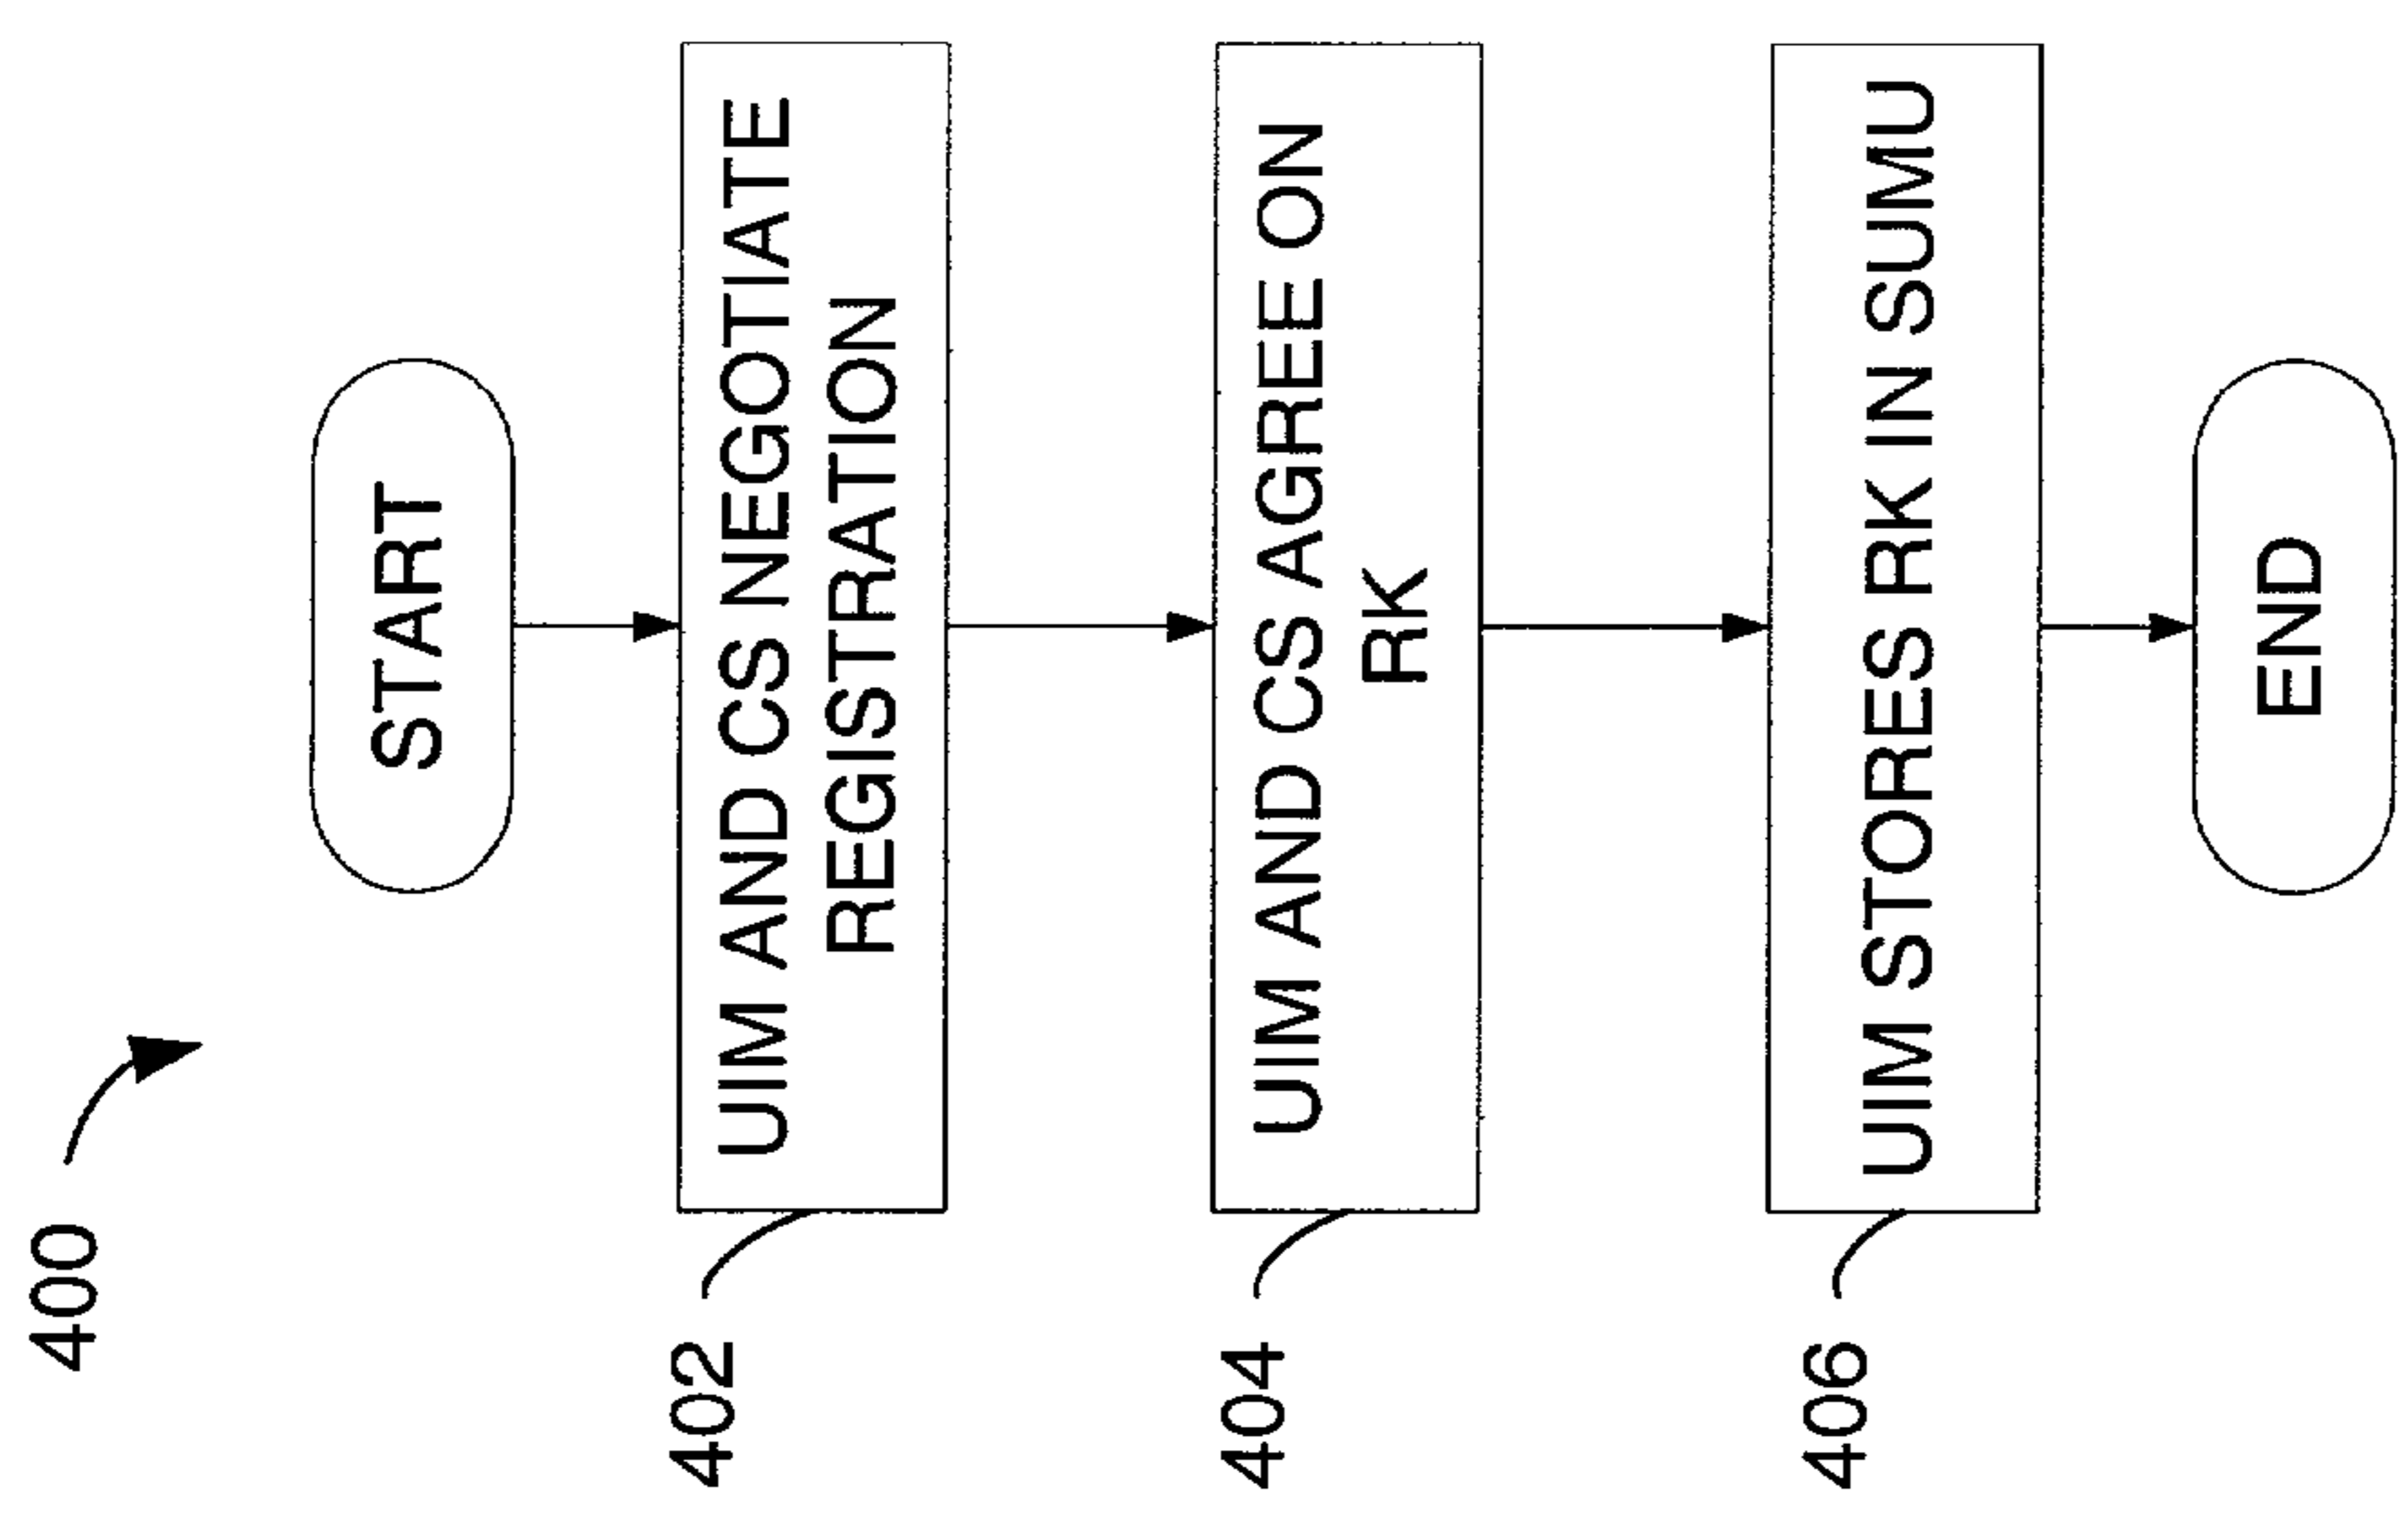 400
START
402
UIM AND CS NEGOTIATE
REGISTRATION
404
UIM AND CS AGREE ON
RK
406
UIM STORES RK IN SUMU
END